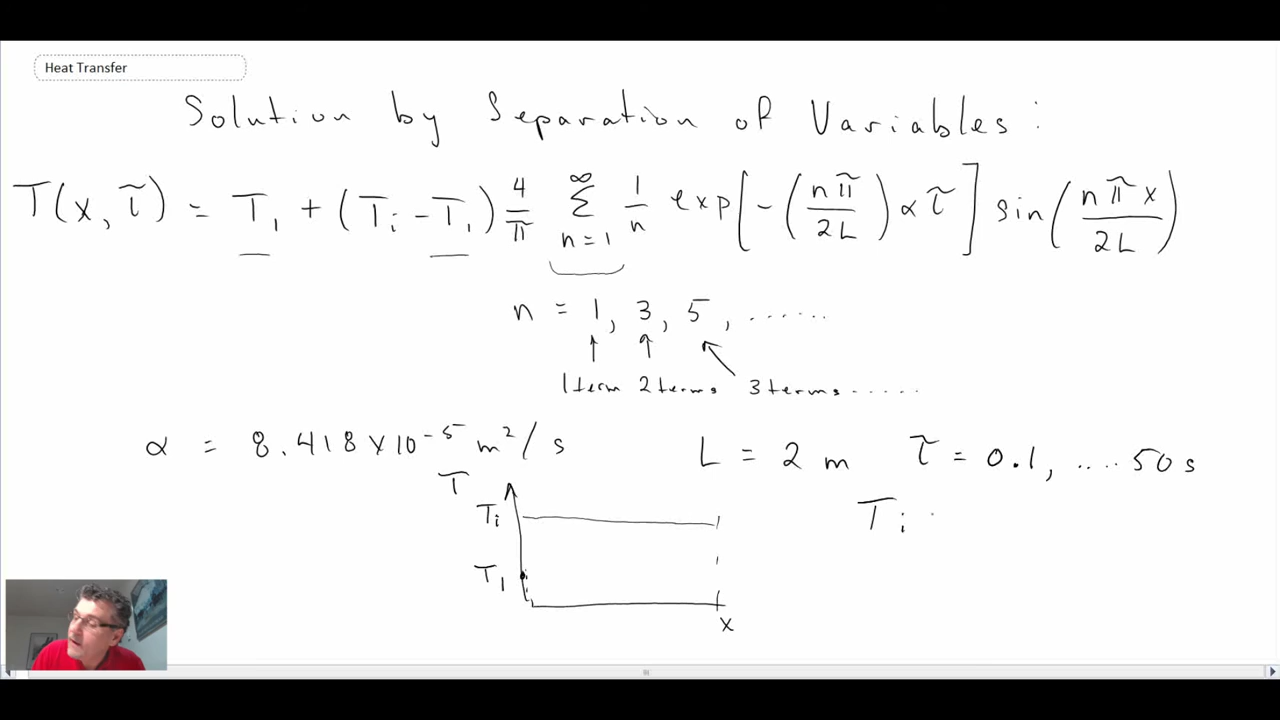 Heat Transfer
Solution by Separation of Variables :
T(x, τ) = T₁ + (Tᵢ - T₁) 4/π ∑ n=1 ∞ 1/n exp[-(nπ/2L) ατ] sin(nπx/2L)
n = 1, 3, 5, ......
1 term 2 terms 3 terms .....
α = 8.418 x 10⁻⁵ m²/s L = 2 m τ = 0.1, .... 50 s
T
Tᵢ
Tᵢ
T₁
x